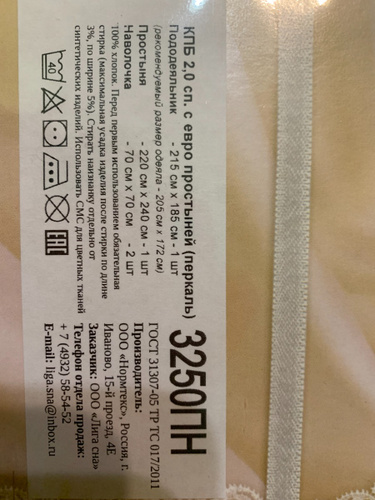 КПБ 2,0 сп. с евро простыней (перкаль)
Пододеяльник - 215 см х 185 см - 1 шт
(рекомендуемый размер одеяла - 205 см х 172 см)
Простыня - 220 см х 240 см - 1 шт
Наволочка - 70 см х 70 см - 2 шт
100% хлопок. Перед первым использованием обязательная
стирка (максимальная усадка изделия после стирки по длине
3%, по ширине 5%). Стирать наизнанку отдельно от
синтетических изделий. Использовать СМС для цветных тканей
40
EAC
3250ПН
ГОСТ 31307-05 ТР ТС 017/2011
Производитель:
ООО «Нормтекс», Россия, г.
Иваново, 15-й проезд, 4Е
Заказчик: ООО «Лига сна»
Телефон отдела продаж:
+ 7 (4932) 58-54-52
E-mail: liga.sna@inbox.ru